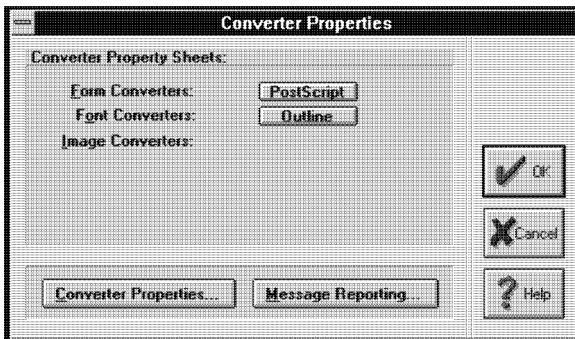 Converter Properties
Converter Property Sheets:
Form Converters: PostScript
Font Converters: Outline
Image Converters:
OK
Cancel
Converter Properties... Message Reporting...
Help